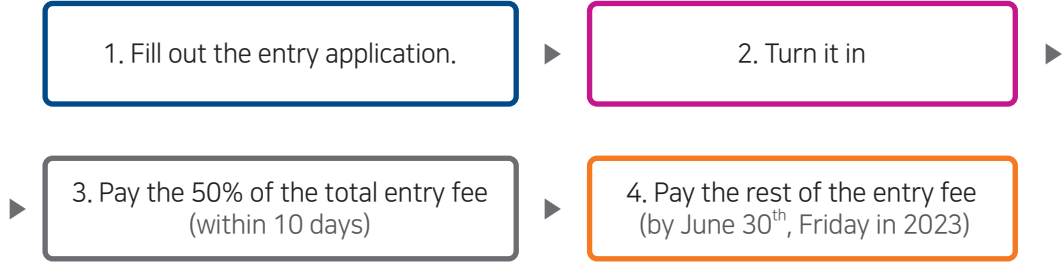 1. Fill out the entry application.
2. Turn it in
3. Pay the 50% of the total entry fee
(within 10 days)
4. Pay the rest of the entry fee
(by June 30th, Friday in 2023)